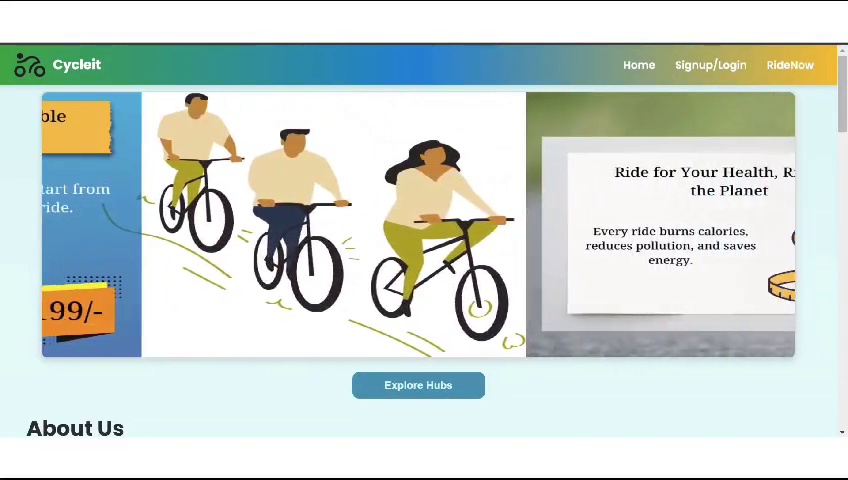 Cycleit
Home
Signup/Login
RideNow
ble
tart from
ride.
199/-
Ride for Your Health, R
the Planet
Every ride burns calories,
reduces pollution, and saves
energy.
Explore Hubs
About Us